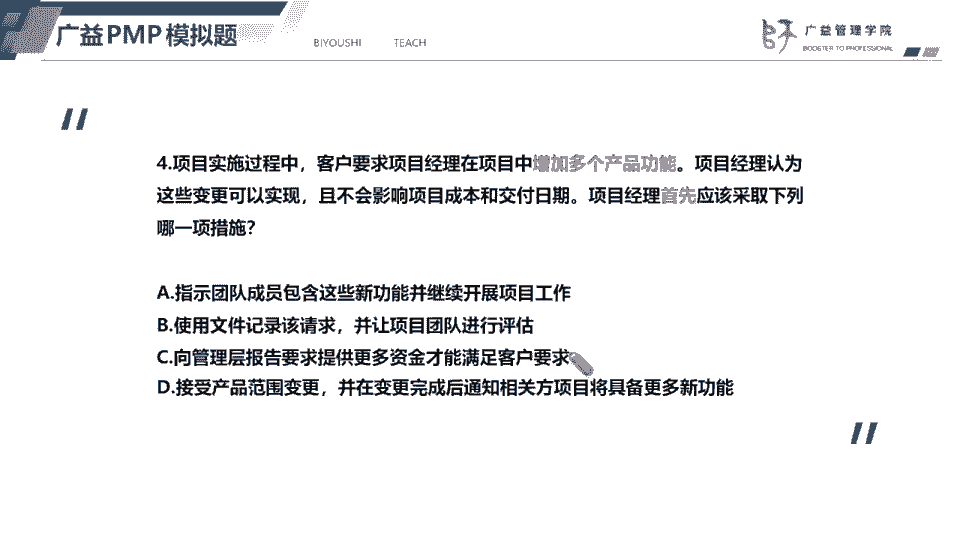 广益PMP模拟题
BIYOUSHI TEACH
广益管理学院
BOOSTER TO PROFESSIONAL
4.项目实施过程中，客户要求项目经理在项目中增加多个产品功能。项目经理认为
这些变更可以实现，且不会影响项目成本和交付日期。项目经理首先应该采取下列
哪一项措施？
A.指示团队成员包含这些新功能并继续开展项目工作
B.使用文件记录该请求，并让项目团队进行评估
C.向管理层报告要求提供更多资金才能满足客户要求
D.接受产品范围变更，并在变更完成后通知相关方项目将具备更多新功能